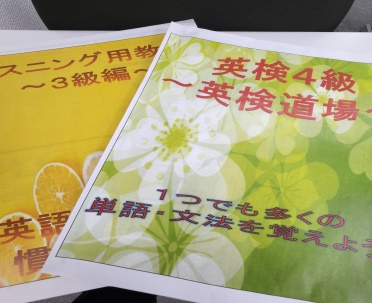 スニング用教
～3級編～
英語
慣
英検4級
～英検道場～
1つでも多くの
単語・文法を覚えよう